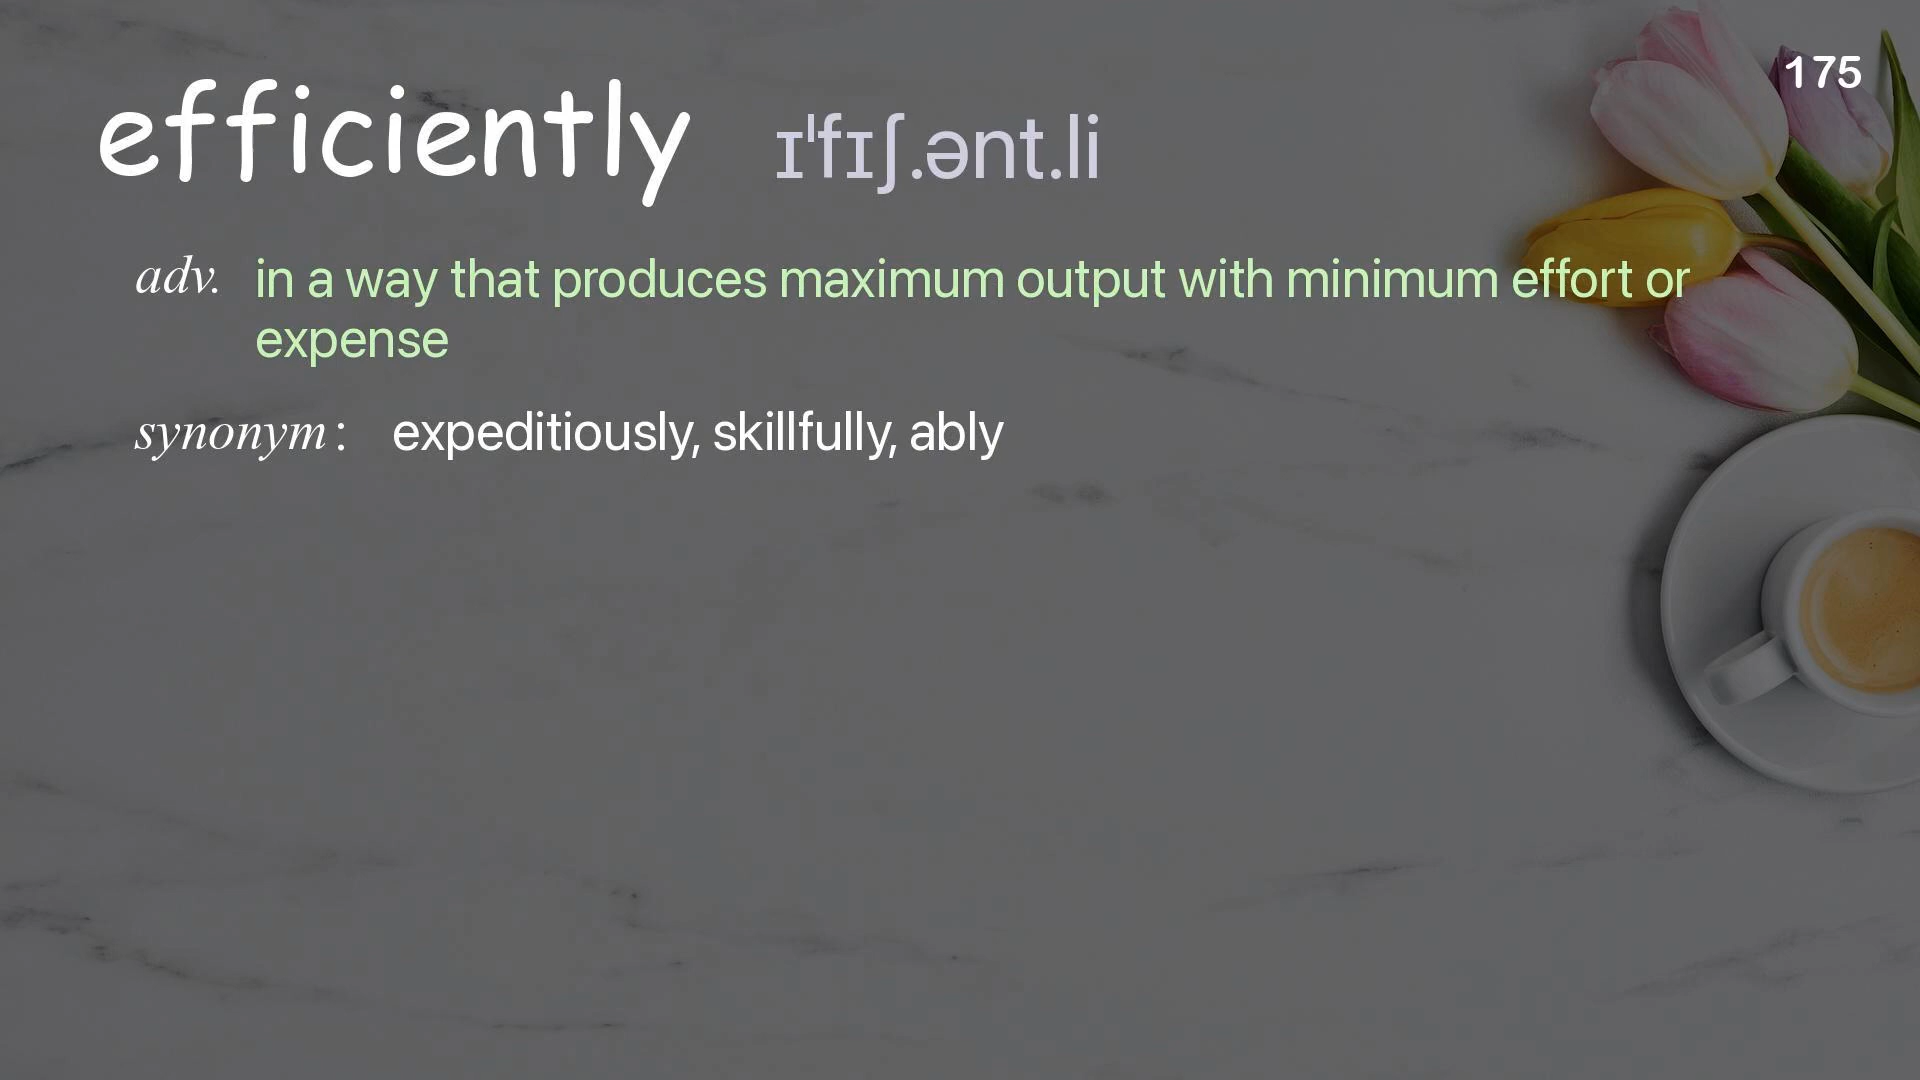 175
efficiently ɪˈfɪʃ.ənt.li
adv. in a way that produces maximum output with minimum effort or
expense
synonym: expeditiously, skillfully, ably